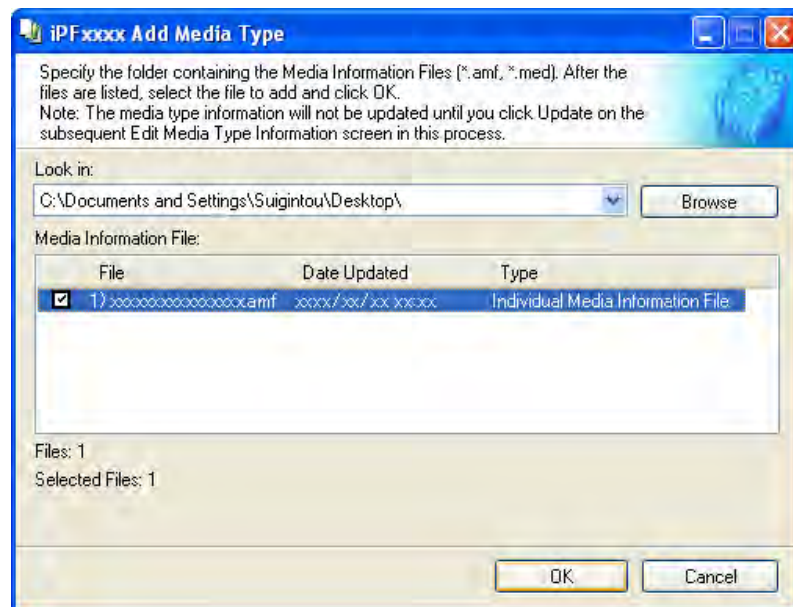 iPFxxxx Add Media Type
Specify the folder containing the Media Information Files (*.amf, *.med). After the
files are listed, select the file to add and click OK.
Note: The media type information will not be updated until you click Update on the
subsequent Edit Media Type Information screen in this process.
Look in:
C:\Documents and Settings\Suigintou\Desktop\ Browse
Media Information File:
File Date Updated Type
1) xxxxxxxxxxxxxxxx.amf xxxx/xx/xx xx:xx Individual Media Information File
Files: 1
Selected Files: 1
OK Cancel